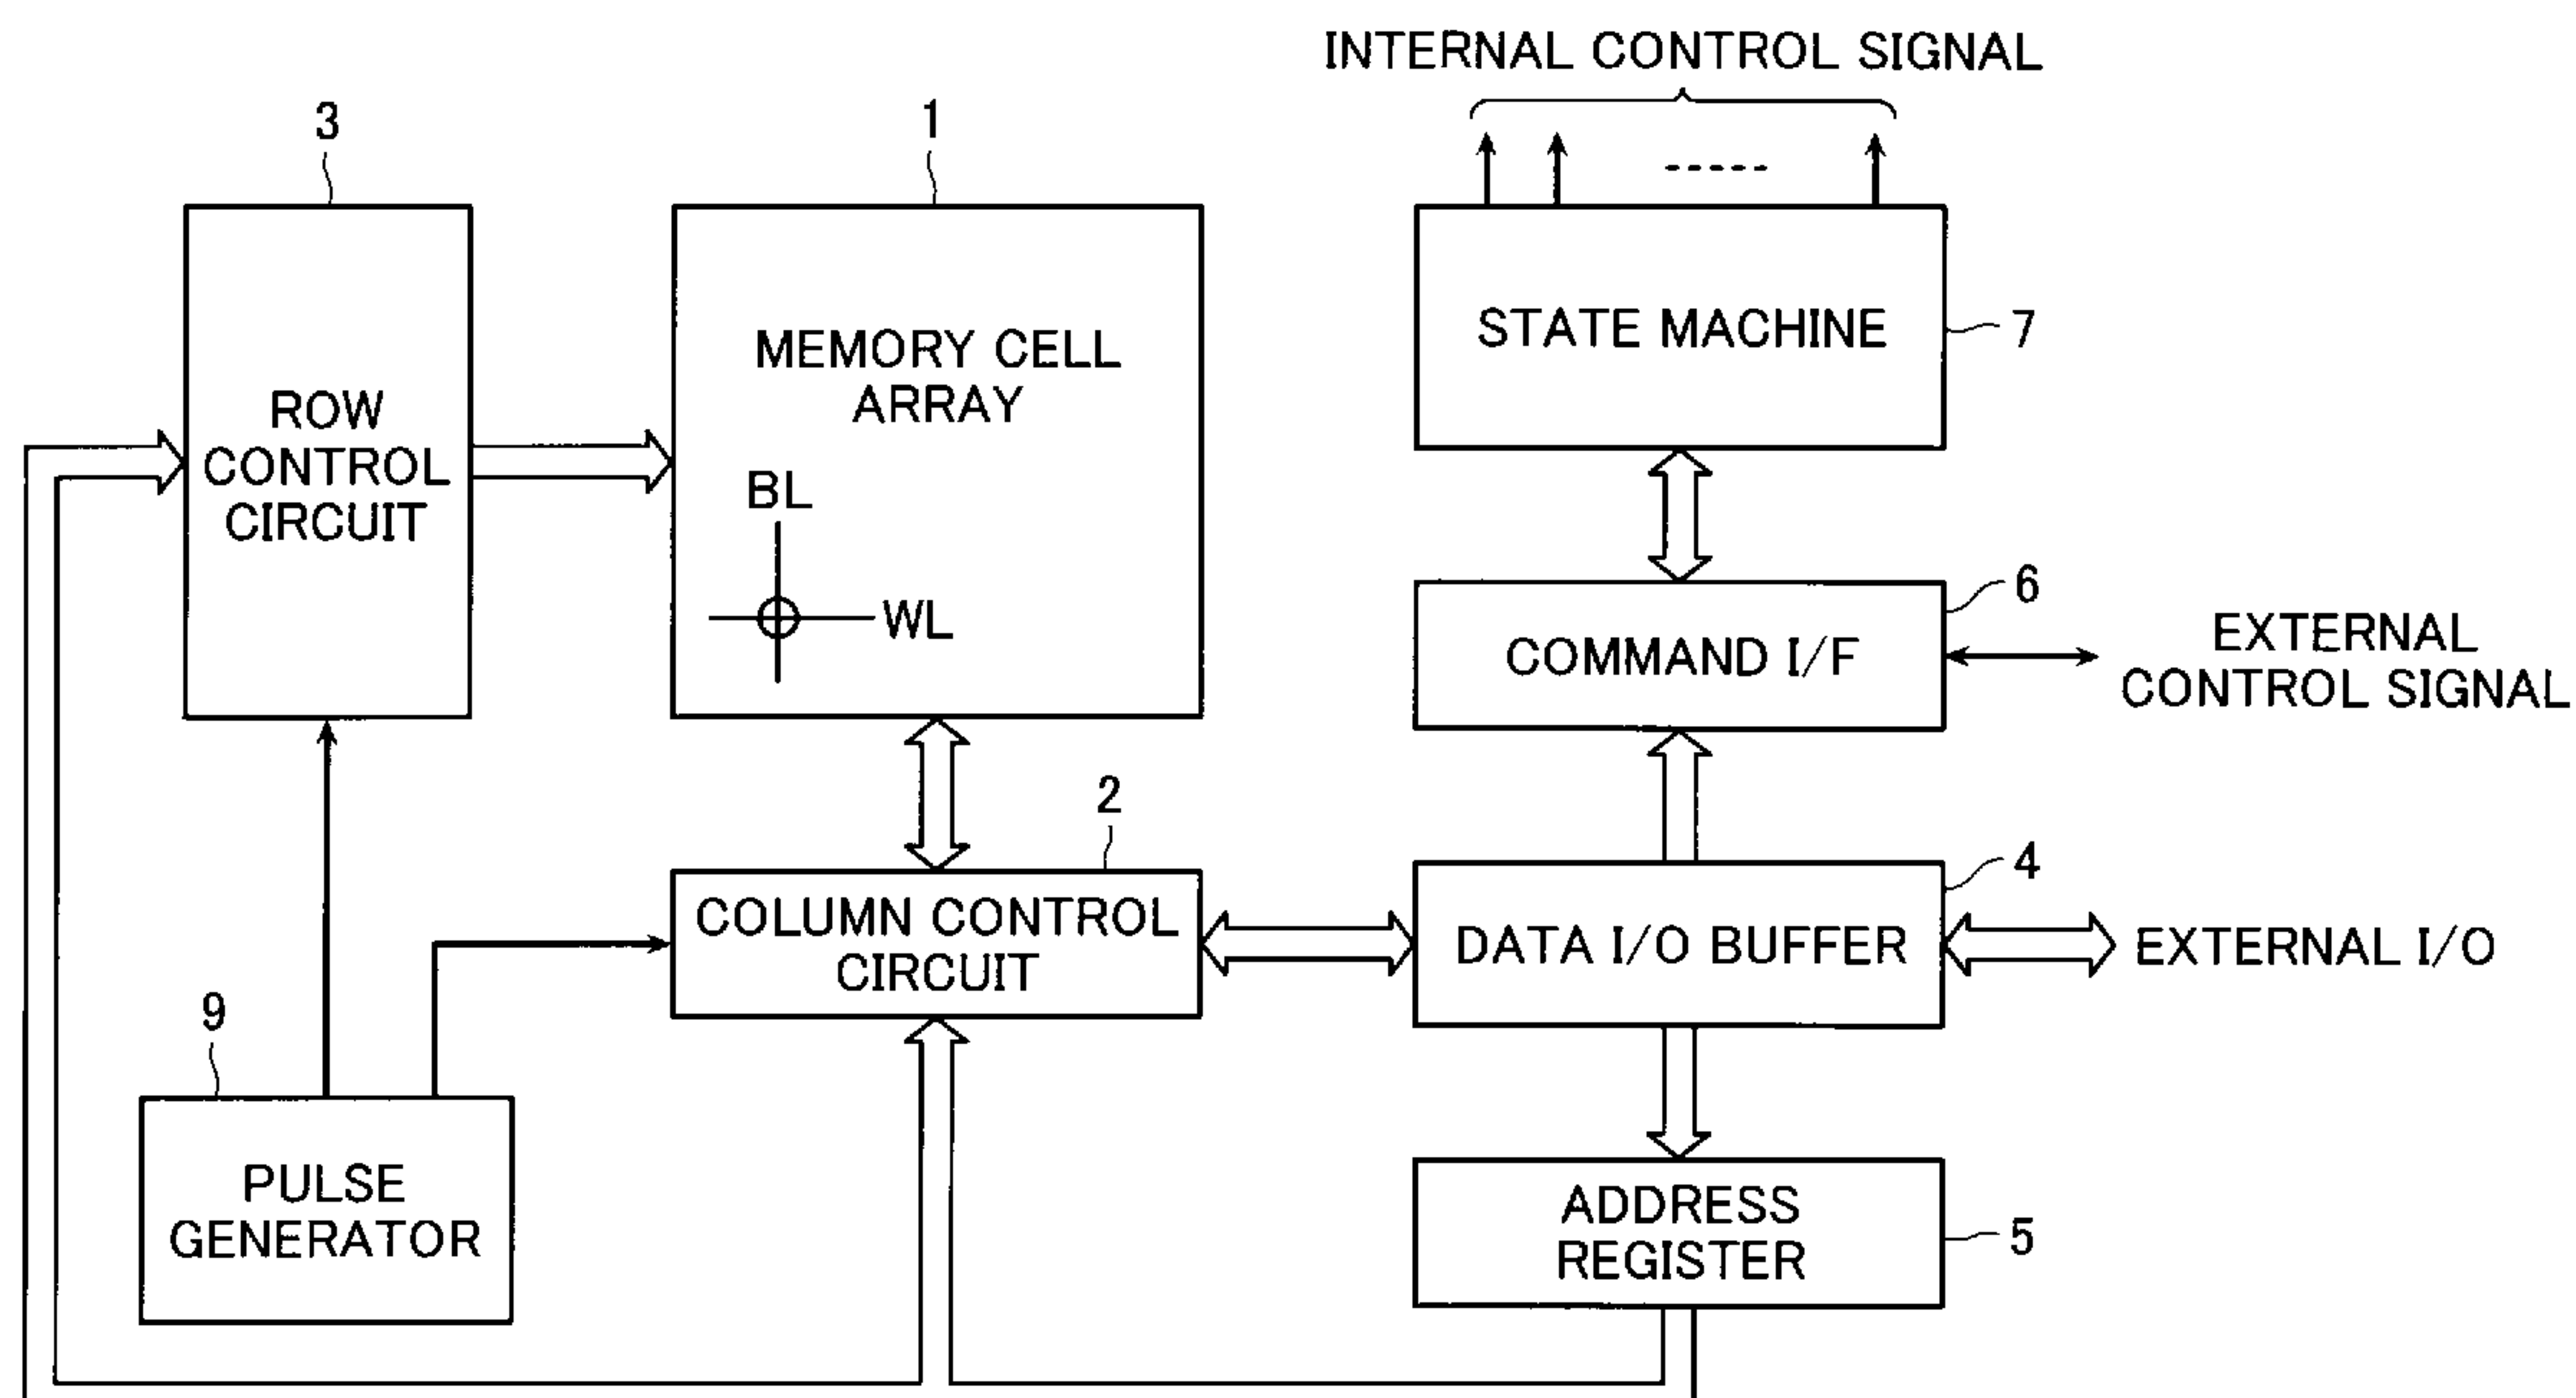 INTERNAL CONTROL SIGNAL
3
1
ROW
CONTROL
CIRCUIT
MEMORY CELL
ARRAY
BL
WL
STATE MACHINE
7
COMMAND I/F
6
EXTERNAL
CONTROL SIGNAL
2
COLUMN CONTROL
CIRCUIT
DATA I/O BUFFER
4
EXTERNAL I/O
9
PULSE
GENERATOR
ADDRESS
REGISTER
5